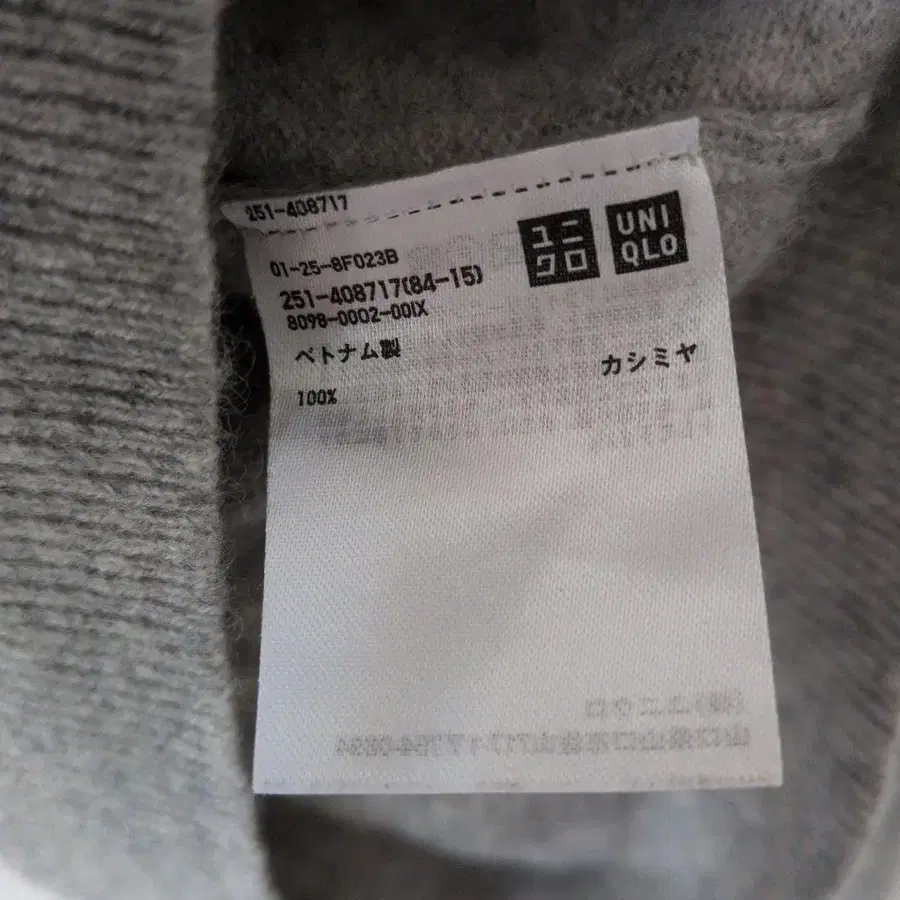 251-408717
ユニ
クロ
UNI
QLO
01-25-8F023B
251-408717(84-15)
8098-0002-00IX
ベトナム製
カシミヤ
100%